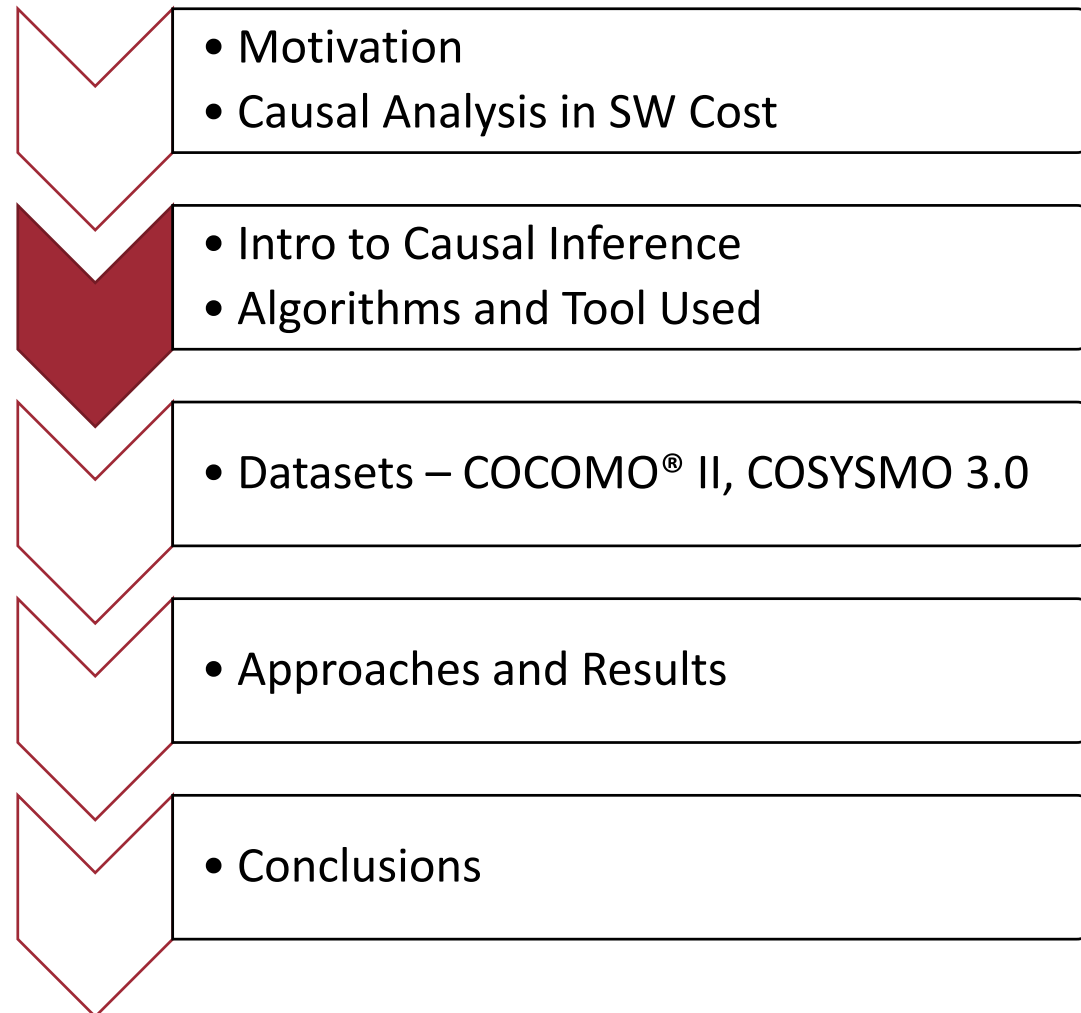 • Motivation
• Causal Analysis in SW Cost
• Intro to Causal Inference
• Algorithms and Tool Used
• Datasets – COCOMO® II, COSYSMO 3.0
• Approaches and Results
• Conclusions